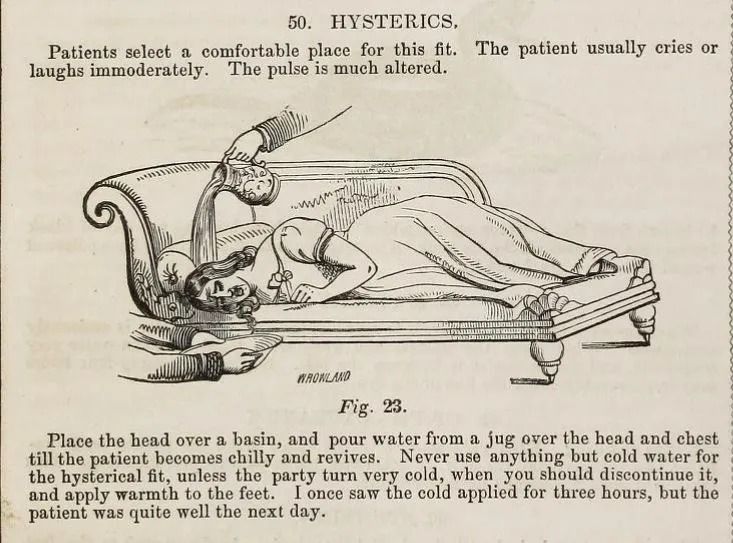 50. HYSTERICS.
Patients select a comfortable place for this fit. The patient usually cries or
laughs immoderately. The pulse is much altered.
WROWLAND
Fig. 23.
Place the head over a basin, and pour water from a jug over the head and chest
till the patient becomes chilly and revives. Never use anything but cold water for
the hysterical fit, unless the party turn very cold, when you should discontinue it,
and apply warmth to the feet. I once saw the cold applied for three hours, but the
patient was quite well the next day.